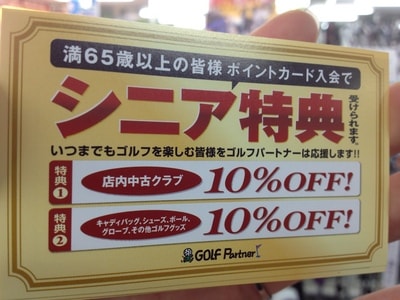 満65歳以上の皆様 ポイントカード入会で
シニア特典
受けられます。
いつまでもゴルフを楽しむ皆様をゴルフパートナーは応援します!!
特典1 店内中古クラブ 10%OFF!
特典2 キャディバッグ、シューズ、ボール、
グローブ、その他ゴルフグッズ 10%OFF!
GOLF Partner